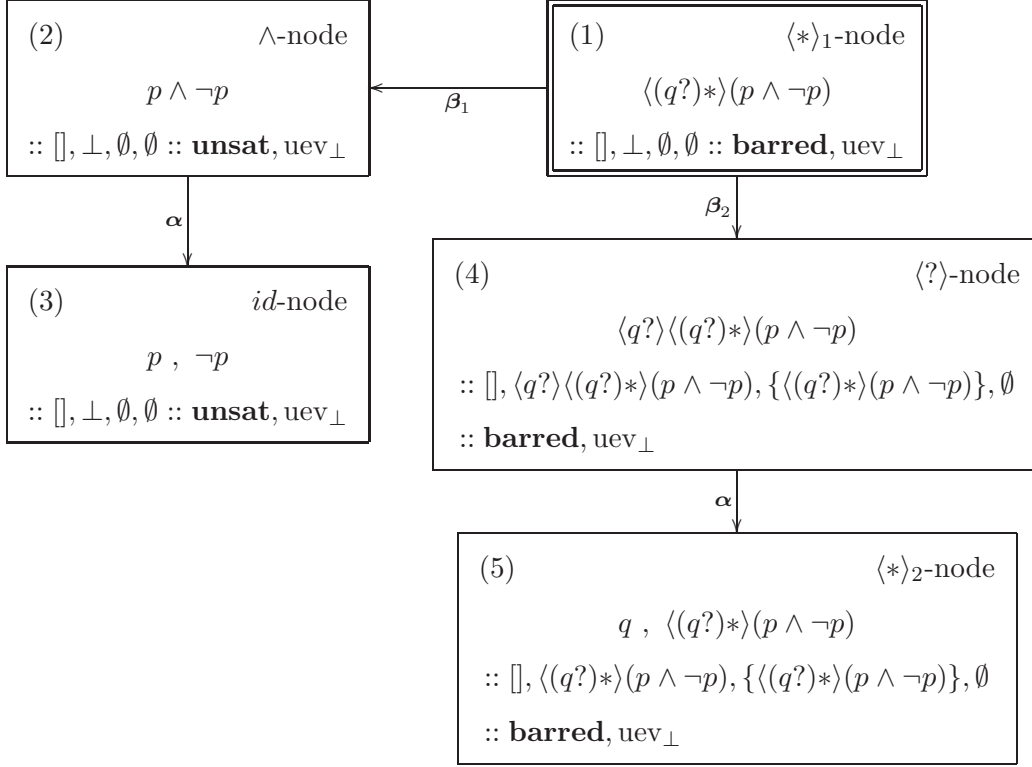 (2) ∧-node
p ∧ ¬p
:: [], ⊥, ∅, ∅ :: unsat, uev⊥
β₁
(1) ⟨∗⟩₁-node
⟨(q?)∗⟩(p ∧ ¬p)
:: [], ⊥, ∅, ∅ :: barred, uev⊥
α
β₂
(3) id-node
p , ¬p
:: [], ⊥, ∅, ∅ :: unsat, uev⊥
(4) ⟨?⟩-node
⟨q?⟩⟨(q?)∗⟩(p ∧ ¬p)
:: [], ⟨q?⟩⟨(q?)∗⟩(p ∧ ¬p), {⟨(q?)∗⟩(p ∧ ¬p)}, ∅
:: barred, uev⊥
α
(5) ⟨∗⟩₂-node
q , ⟨(q?)∗⟩(p ∧ ¬p)
:: [], ⟨(q?)∗⟩(p ∧ ¬p), {⟨(q?)∗⟩(p ∧ ¬p)}, ∅
:: barred, uev⊥